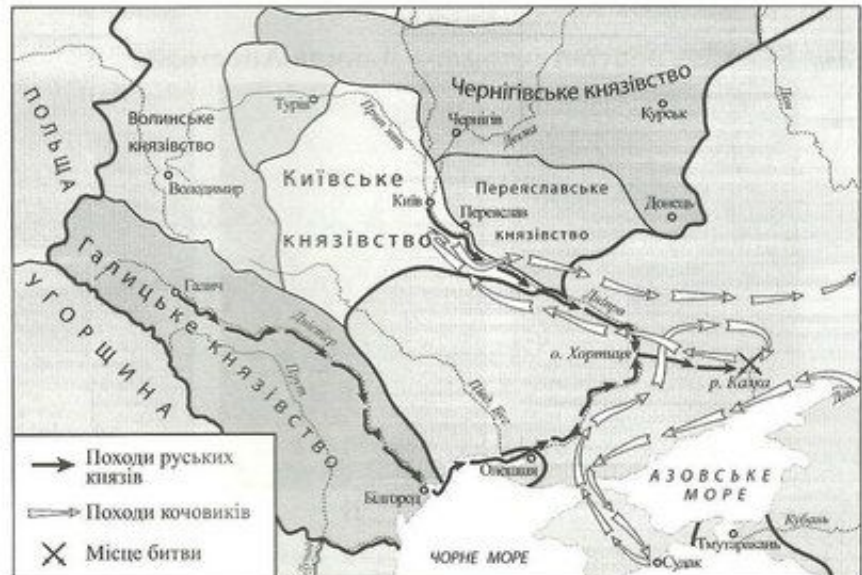 ПОЛЬЩА
УГОРЩИНА
Волинське
князівство
Володимир
Турів
Прип'ять
Чернігівське князівство
Чернігів
Десна
Курськ
Дон
Київське
князівство
Київ
Переяслав
Переяславське
князівство
Донець
Галицьке князівство
Галич
Дністер
Прут
Дніпро
о. Хортиця
р. Калка
Півд. Буг
Олешшя
Білгород
АЗОВСЬКЕ
МОРЕ
Кубань
Тмутаракань
Судак
ЧОРНЕ МОРЕ
Походи руських
князів
Походи кочовиків
Місце битви